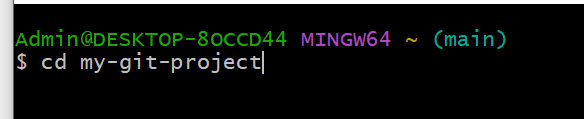 Admin@DESKTOP-8OCCD44 MINGW64 ~ (main)
$ cd my-git-project